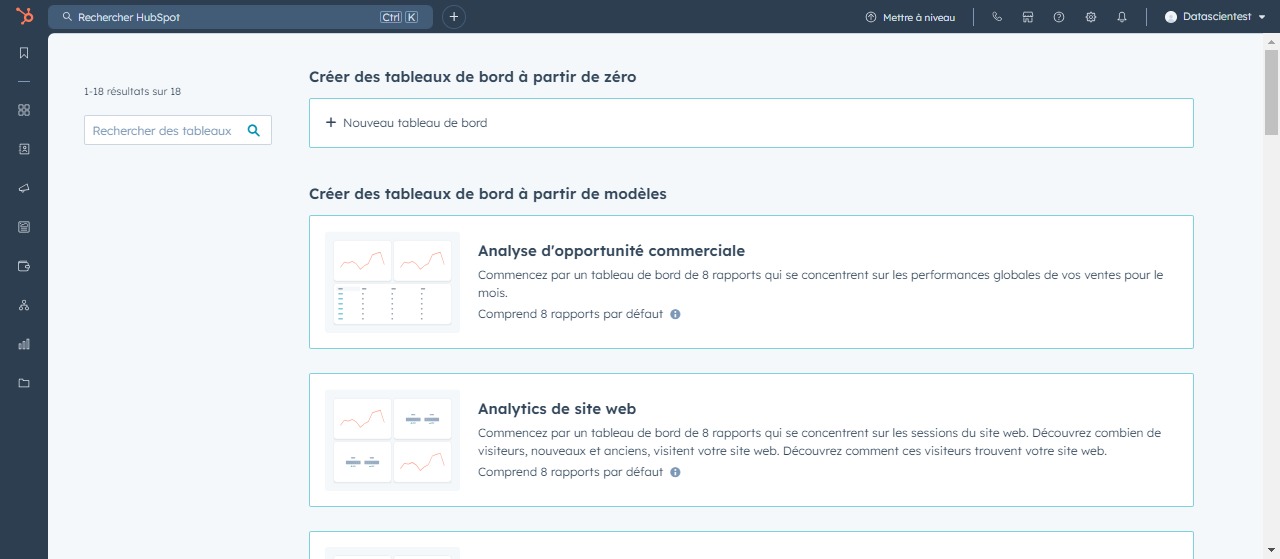 Rechercher HubSpot
Ctrl K
Mettre à niveau
Datascientest
1-18 résultats sur 18
Rechercher des tableaux
Créer des tableaux de bord à partir de zéro
Nouveau tableau de bord
Créer des tableaux de bord à partir de modèles
Analyse d'opportunité commerciale
Commencez par un tableau de bord de 8 rapports qui se concentrent sur les performances globales de vos ventes pour le
mois.
Comprend 8 rapports par défaut
Analytics de site web
Commencez par un tableau de bord de 8 rapports qui se concentrent sur les sessions du site web. Découvrez combien de
visiteurs, nouveaux et anciens, visitent votre site web. Découvrez comment ces visiteurs trouvent votre site web.
Comprend 8 rapports par défaut